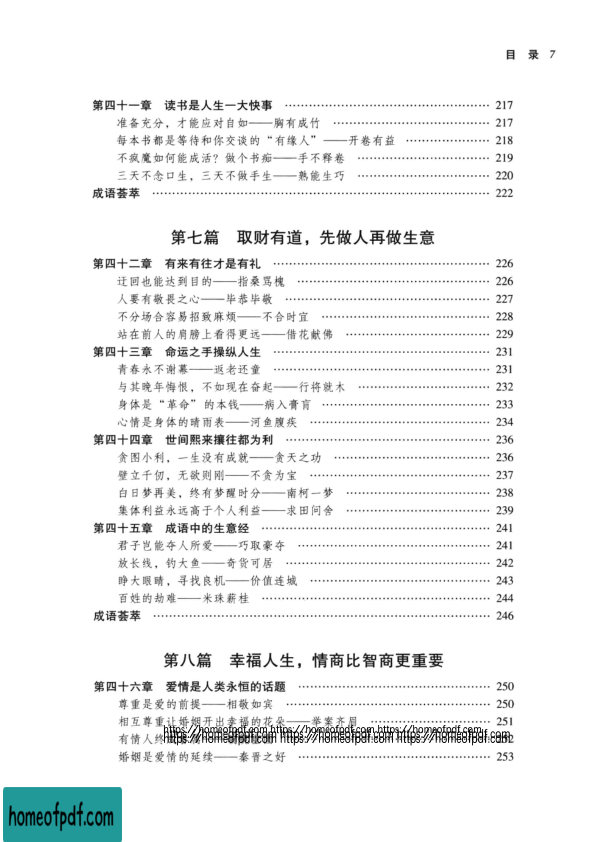 目 录 7
第四十一章 读书是人生一大快事 ………… 217
准备充分，才能应对自如——胸有成竹 ………… 217
每本书都是等待和你交谈的“有缘人”——开卷有益 ………… 218
不疯魔如何能成活？做个书痴——手不释卷 ………… 219
三天不念口生，三天不做手生——熟能生巧 ………… 220
成语荟萃 ………… 222
第七篇 取财有道，先做人再做生意
第四十二章 有来有往才是有礼 ………… 226
迂回也能达到目的——指桑骂槐 ………… 226
人要有敬畏之心——毕恭毕敬 ………… 227
不分场合容易招致麻烦——不合时宜 ………… 228
站在前人的肩膀上看得更远——借花献佛 ………… 229
第四十三章 命运之手操纵人生 ………… 231
青春永不谢幕——返老还童 ………… 231
与其晚年悔恨，不如现在奋起——行将就木 ………… 232
身体是“革命”的本钱——病入膏肓 ………… 233
心情是身体的晴雨表——河鱼腹疾 ………… 234
第四十四章 世间熙来攘往都为利 ………… 236
贪图小利，一生没有成就——贪天之功 ………… 236
壁立千仞，无欲则刚——不贪为宝 ………… 237
白日梦再美，终有梦醒时分——南柯一梦 ………… 238
集体利益永远高于个人利益——求田问舍 ………… 239
第四十五章 成语中的生意经 ………… 241
君子岂能夺人所爱——巧取豪夺 ………… 241
放长线，钓大鱼——奇货可居 ………… 242
睁大眼睛，寻找良机——价值连城 ………… 243
百姓的劫难——米珠薪桂 ………… 244
成语荟萃 ………… 246
第八篇 幸福人生，情商比智商更重要
第四十六章 爱情是人类永恒的话题 ………… 250
尊重是爱的前提——相敬如宾 ………… 250
相互尊重让婚姻开出幸福的花朵——举案齐眉 ………… 251
https://homeofpdf.com https://homeofpdf.com https://homeofpdf.com
有情人终 252
https://homeofpdf.com https://homeofpdf.com https://homeofpdf.com
婚姻是爱情的延续——秦晋之好 ………… 253
homeofpdf.com